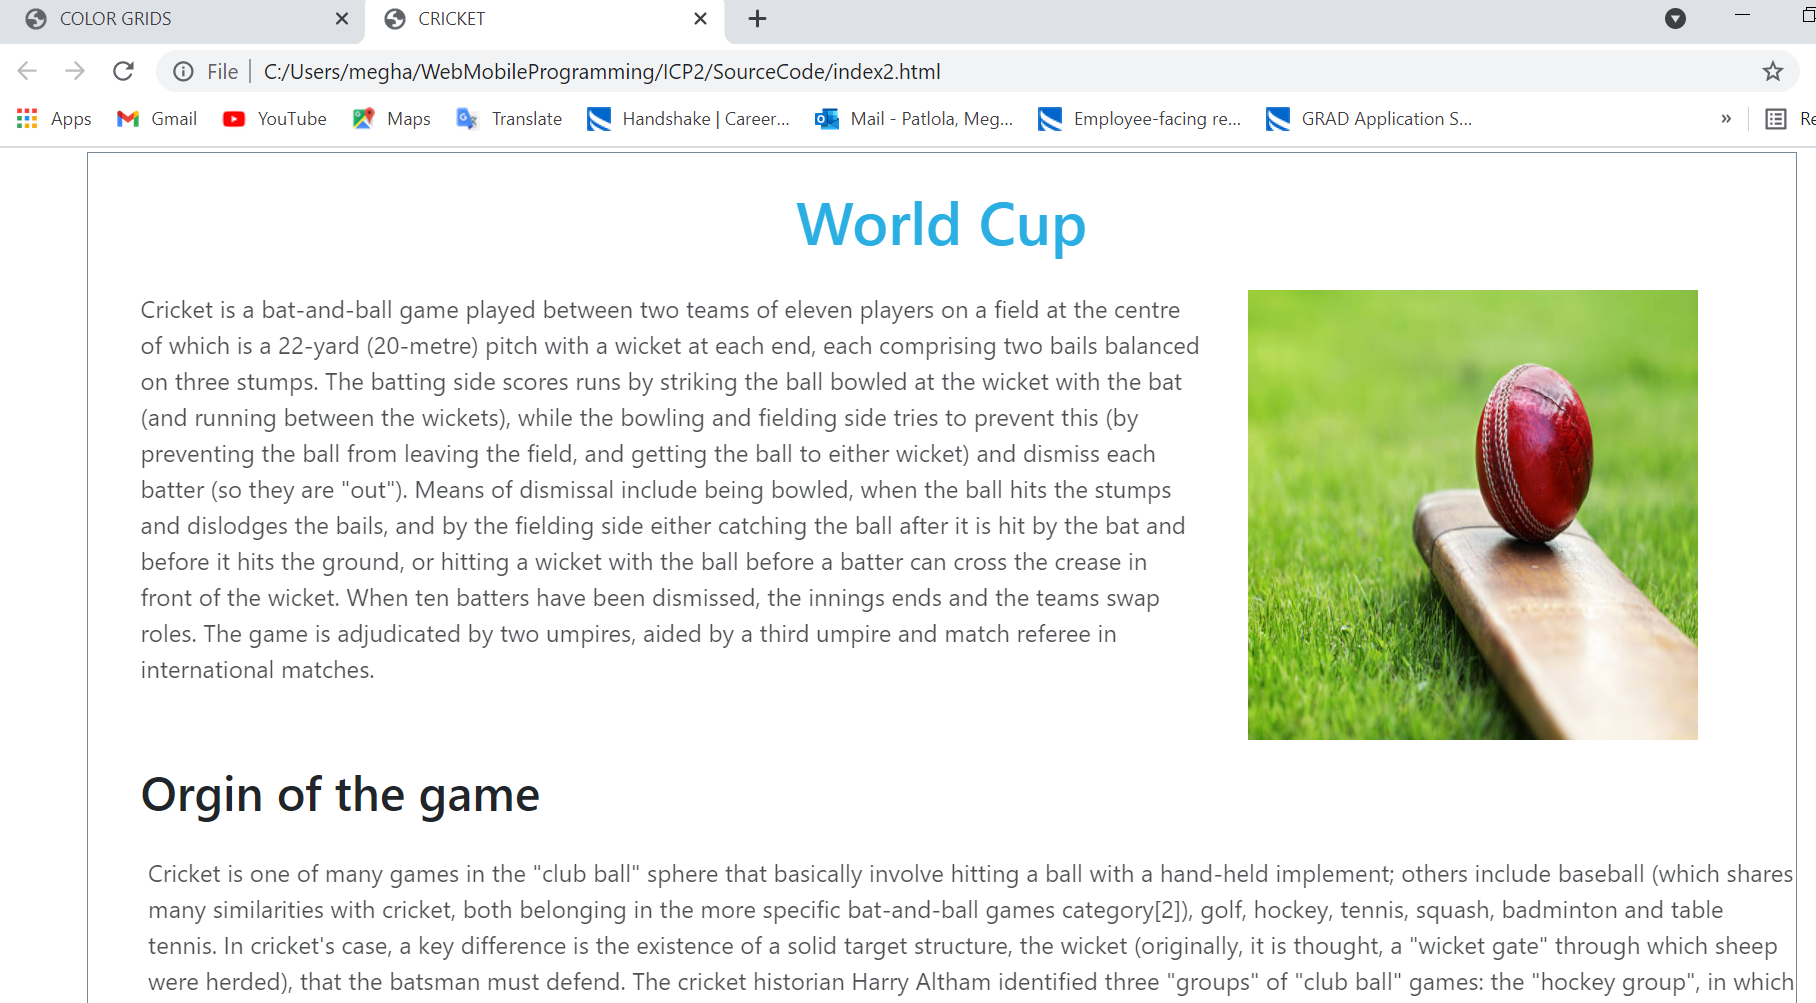 COLOR GRIDS
CRICKET
File
C:/Users/megha/WebMobileProgramming/ICP2/SourceCode/index2.html
Apps
Gmail
YouTube
Maps
Translate
Handshake | Career...
Mail - Patlola, Meg...
Employee-facing re...
GRAD Application S...
»
Re
World Cup
Cricket is a bat-and-ball game played between two teams of eleven players on a field at the centre
of which is a 22-yard (20-metre) pitch with a wicket at each end, each comprising two bails balanced
on three stumps. The batting side scores runs by striking the ball bowled at the wicket with the bat
(and running between the wickets), while the bowling and fielding side tries to prevent this (by
preventing the ball from leaving the field, and getting the ball to either wicket) and dismiss each
batter (so they are "out"). Means of dismissal include being bowled, when the ball hits the stumps
and dislodges the bails, and by the fielding side either catching the ball after it is hit by the bat and
before it hits the ground, or hitting a wicket with the ball before a batter can cross the crease in
front of the wicket. When ten batters have been dismissed, the innings ends and the teams swap
roles. The game is adjudicated by two umpires, aided by a third umpire and match referee in
international matches.
Orgin of the game
Cricket is one of many games in the "club ball" sphere that basically involve hitting a ball with a hand-held implement; others include baseball (which shares
many similarities with cricket, both belonging in the more specific bat-and-ball games category[2]), golf, hockey, tennis, squash, badminton and table
tennis. In cricket's case, a key difference is the existence of a solid target structure, the wicket (originally, it is thought, a "wicket gate" through which sheep
were herded), that the batsman must defend. The cricket historian Harry Altham identified three "groups" of "club ball" games: the "hockey group", in which